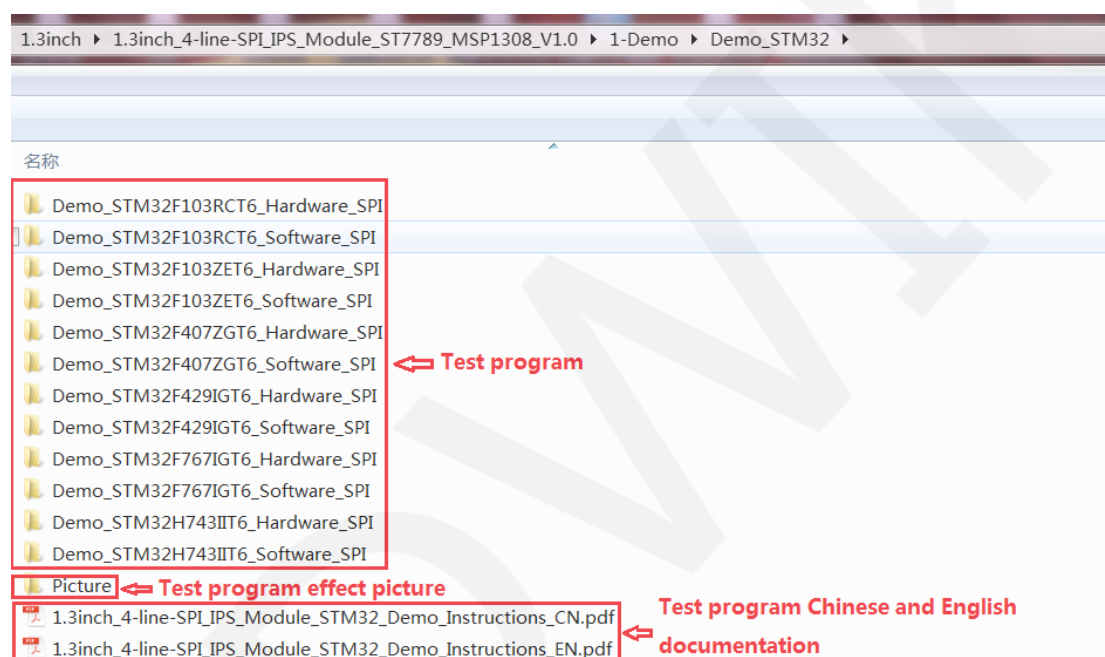 1.3inch ▸ 1.3inch_4-line-SPI_IPS_Module_ST7789_MSP1308_V1.0 ▸ 1-Demo ▸ Demo_STM32 ▸
名称
Demo_STM32F103RCT6_Hardware_SPI
Demo_STM32F103RCT6_Software_SPI
Demo_STM32F103ZET6_Hardware_SPI
Demo_STM32F103ZET6_Software_SPI
Demo_STM32F407ZGT6_Hardware_SPI
Demo_STM32F407ZGT6_Software_SPI
Test program
Demo_STM32F429IGT6_Hardware_SPI
Demo_STM32F429IGT6_Software_SPI
Demo_STM32F767IGT6_Hardware_SPI
Demo_STM32F767IGT6_Software_SPI
Demo_STM32H743IIT6_Hardware_SPI
Demo_STM32H743IIT6_Software_SPI
Picture
Test program effect picture
1.3inch_4-line-SPI_IPS_Module_STM32_Demo_Instructions_CN.pdf
1.3inch_4-line-SPI_IPS_Module_STM32_Demo_Instructions_EN.pdf
Test program Chinese and English
documentation